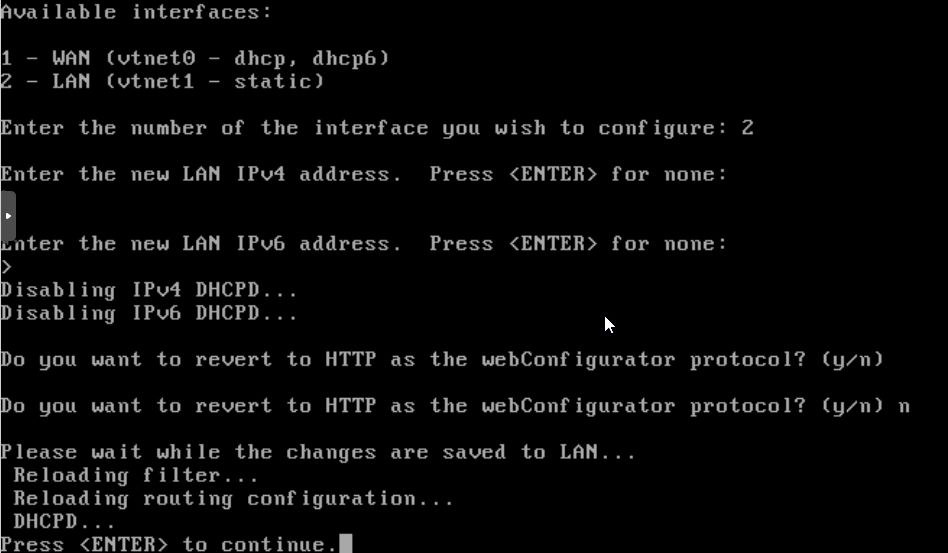 Available interfaces:
1 - WAN (vtnet0 - dhcp, dhcp6)
2 - LAN (vtnet1 - static)
Enter the number of the interface you wish to configure: 2
Enter the new LAN IPv4 address.  Press <ENTER> for none:
Enter the new LAN IPv6 address.  Press <ENTER> for none:
>
Disabling IPv4 DHCPD...
Disabling IPv6 DHCPD...
Do you want to revert to HTTP as the webConfigurator protocol? (y/n)
Do you want to revert to HTTP as the webConfigurator protocol? (y/n) n
Please wait while the changes are saved to LAN...
 Reloading filter...
 Reloading routing configuration...
 DHCPD...
Press <ENTER> to continue.